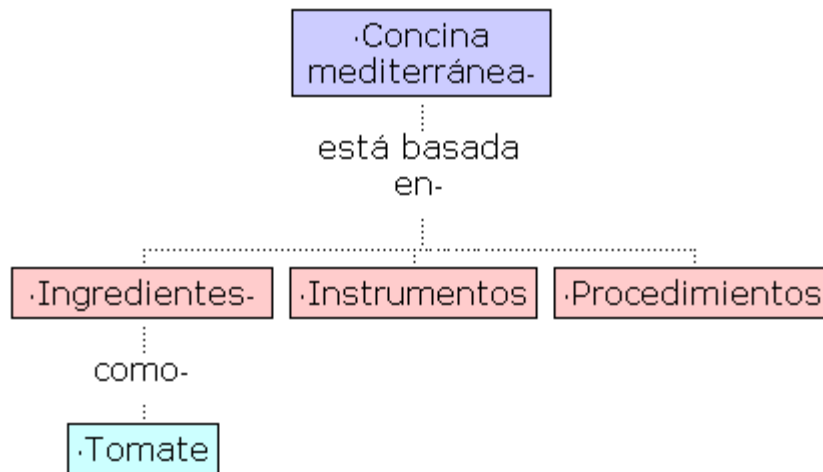 ·Concina
mediterránea-
está basada
en-
·Ingredientes-
·Instrumentos
·Procedimientos
como-
·Tomate